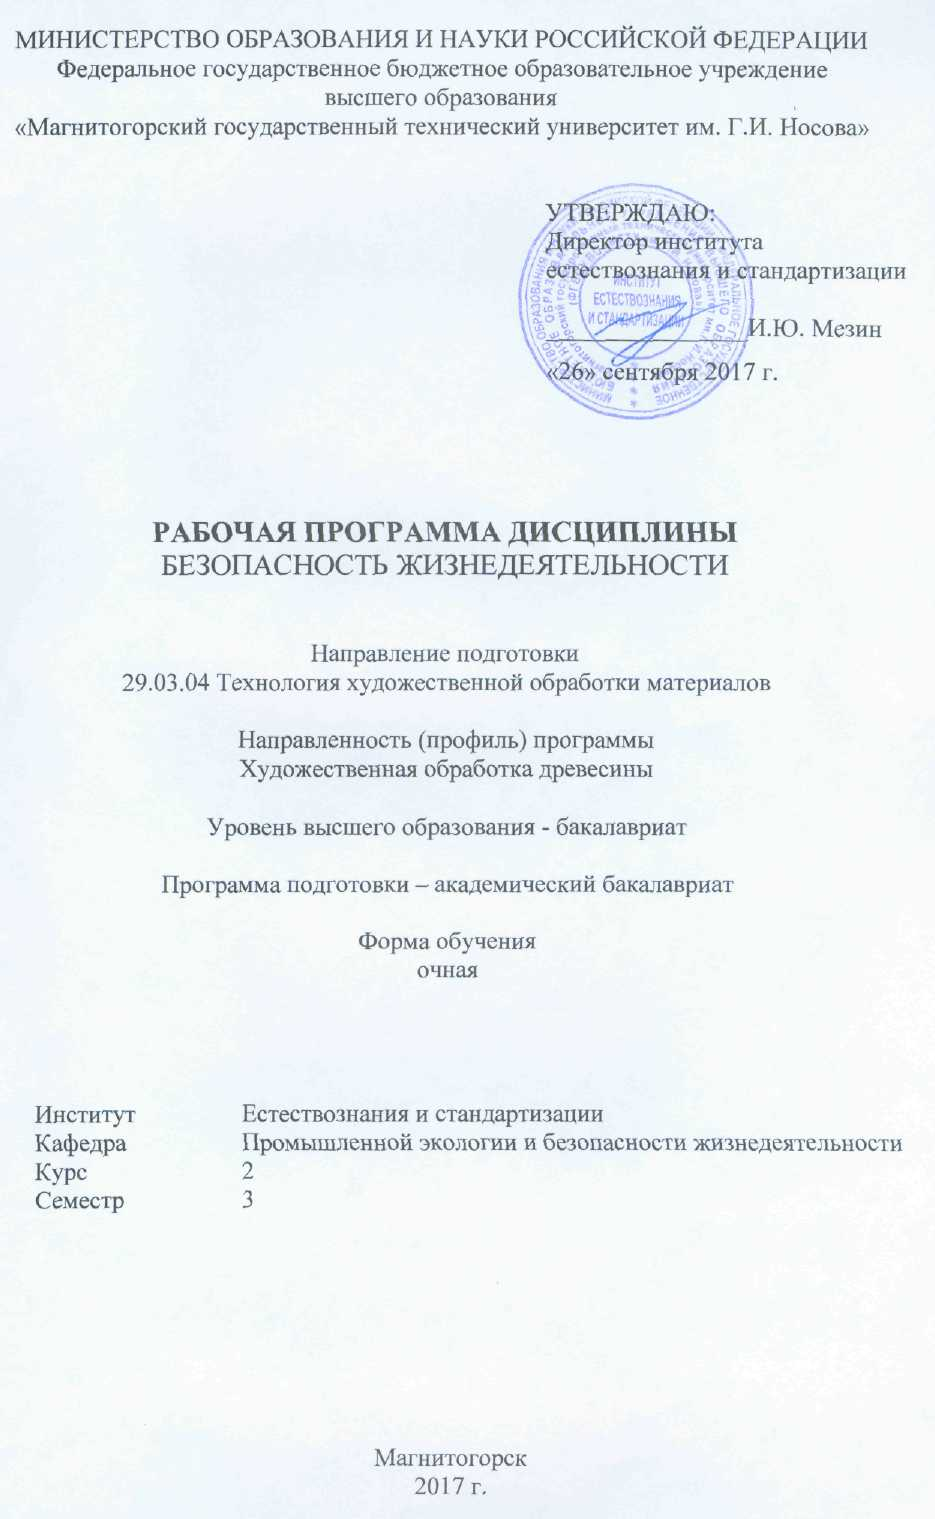 МИНИСТЕРСТВО ОБРАЗОВАНИЯ И НАУКИ РОССИЙСКОЙ ФЕДЕРАЦИИ
Федеральное государственное бюджетное образовательное учреждение
высшего образования
«Магнитогорский государственный технический университет им. Г.И. Носова»
УТВЕРЖДАЮ:
Директор института
естествознания и стандартизации
ИНСТИТУТ
ЕСТЕСТВОЗНАНИЯ
И СТАНДАРТИЗАЦИИ
И.Ю. Мезин
«26» сентября 2017 г.
РАБОЧАЯ ПРОГРАММА ДИСЦИПЛИНЫ
БЕЗОПАСНОСТЬ ЖИЗНЕДЕЯТЕЛЬНОСТИ
Направление подготовки
29.03.04 Технология художественной обработки материалов
Направленность (профиль) программы
Художественная обработка древесины
Уровень высшего образования - бакалавриат
Программа подготовки – академический бакалавриат
Форма обучения
очная
Институт Естествознания и стандартизации
Кафедра Промышленной экологии и безопасности жизнедеятельности
Курс 2
Семестр 3
Магнитогорск
2017 г.